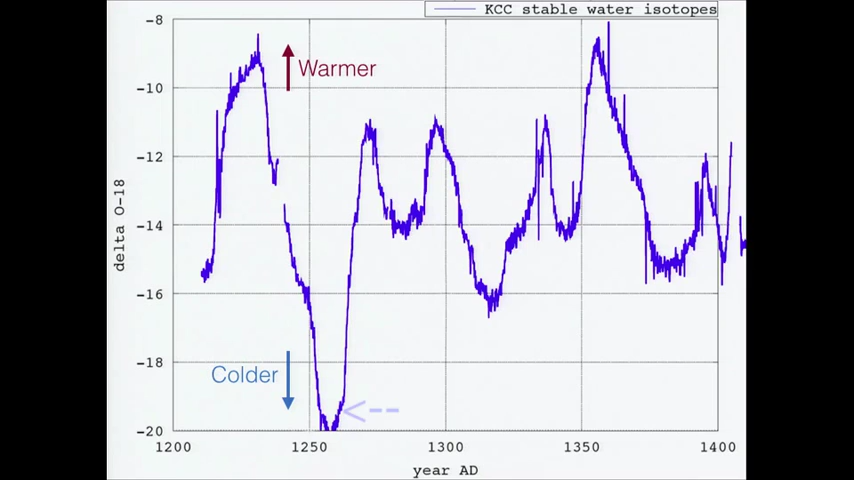 KCC stable water isotopes
-8
Warmer
-10
-12
delta O-18
-14
-16
-18
Colder
-20
1200 1250 1300 1350 1400
year AD